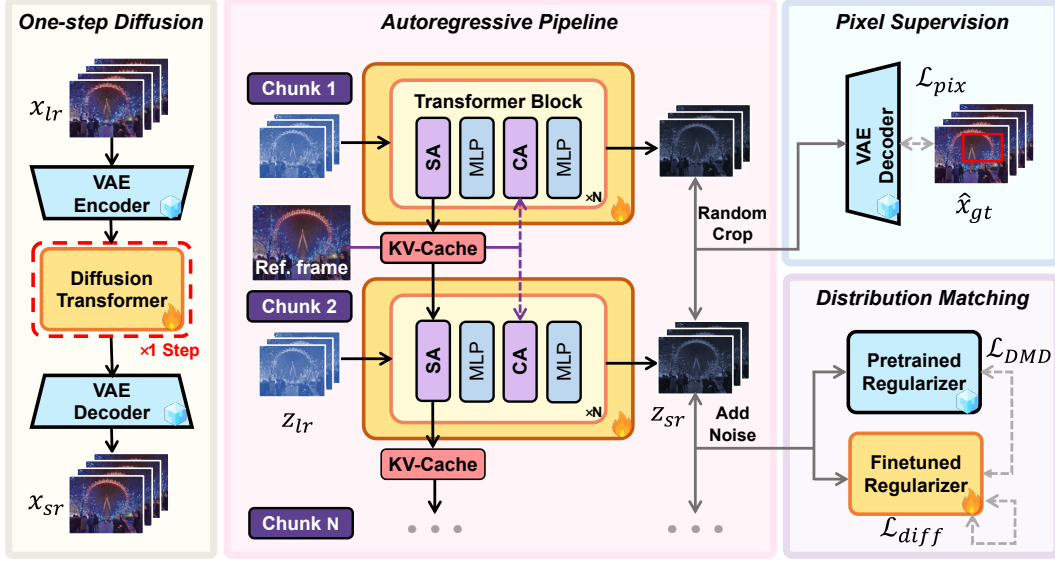 One-step Diffusion
x_lr
VAE
Encoder
Diffusion
Transformer
×1 Step
VAE
Decoder
x_sr
Autoregressive Pipeline
Chunk 1
Transformer Block
SA
MLP
CA
MLP
×N
Ref. frame
KV-Cache
Chunk 2
SA
MLP
CA
MLP
×N
z_lr
KV-Cache
Chunk N
Random
Crop
z_sr
Add
Noise
Pixel Supervision
VAE
Decoder
ℒ_pix
x̂_gt
Distribution Matching
Pretrained
Regularizer
ℒ_DMD
Finetuned
Regularizer
ℒ_diff